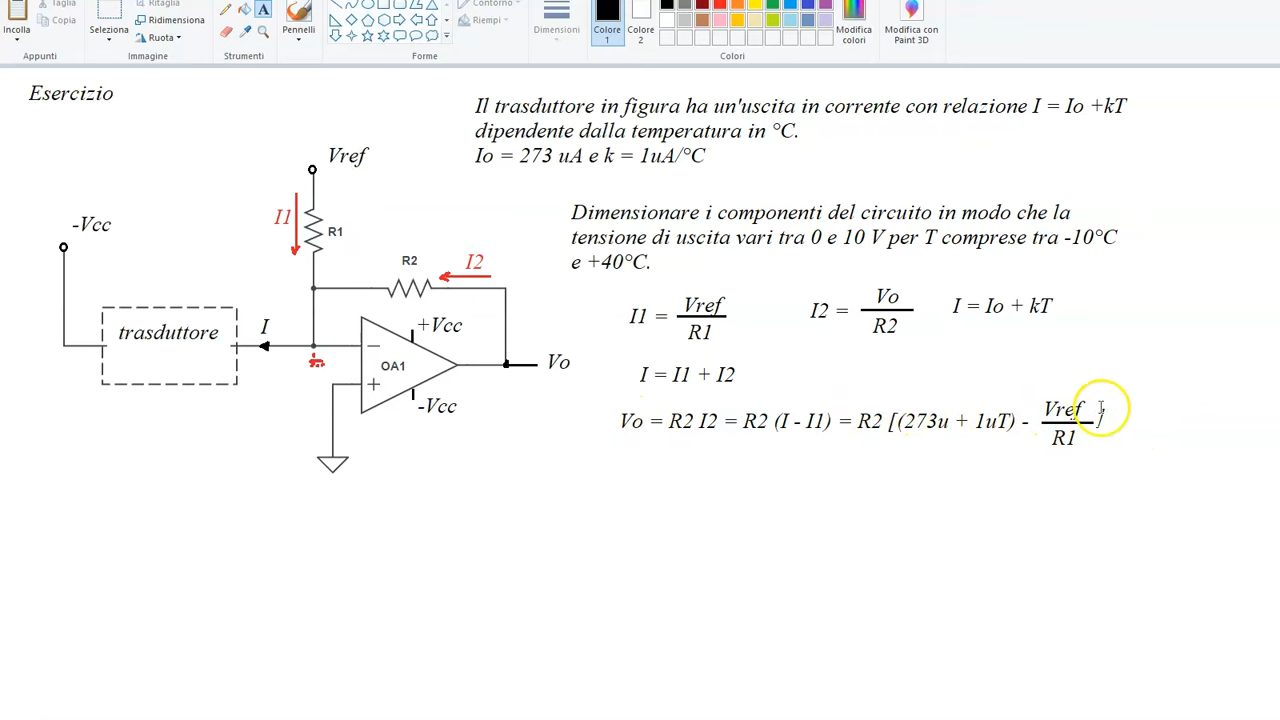 Incolla
Taglia
Ritaglia
Ridimensiona
Ruota
Selezione
A
Pennelli
Contorno
Riempi
Dimensioni
Colore 1
Colore 2
Modifica colori
Modifica con Paint 3D
Appunti
Immagine
Strumenti
Forme
Colori
Esercizio
Il trasduttore in figura ha un'uscita in corrente con relazione I = Io +kT
dipendente dalla temperatura in °C.
Io = 273 uA e k = 1uA/°C
Dimensionare i componenti del circuito in modo che la
tensione di uscita vari tra 0 e 10 V per T comprese tra -10°C
e +40°C.
Vref
-Vcc
I1
R1
R2
I2
trasduttore
I
+Vcc
OA1
Vo
-Vcc
I1 = Vref / R1
I2 = Vo / R2
I = Io + kT
I = I1 + I2
Vo = R2 I2 = R2 (I - I1) = R2 [(273u + 1uT) - Vref / R1 ]